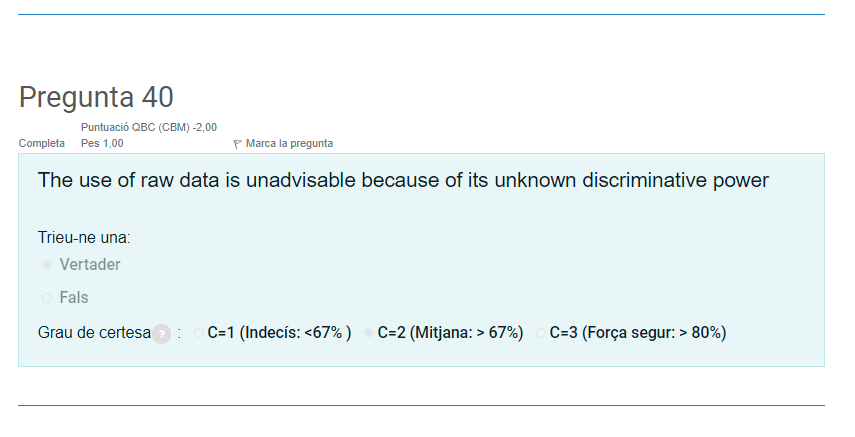 Pregunta 40
Puntuació QBC (CBM) -2,00
Completa Pes 1,00 Marca la pregunta
The use of raw data is unadvisable because of its unknown discriminative power
Trieu-ne una:
Vertader
Fals
Grau de certesa ? : C=1 (Indecís: <67% ) C=2 (Mitjana: > 67%) C=3 (Força segur: > 80%)